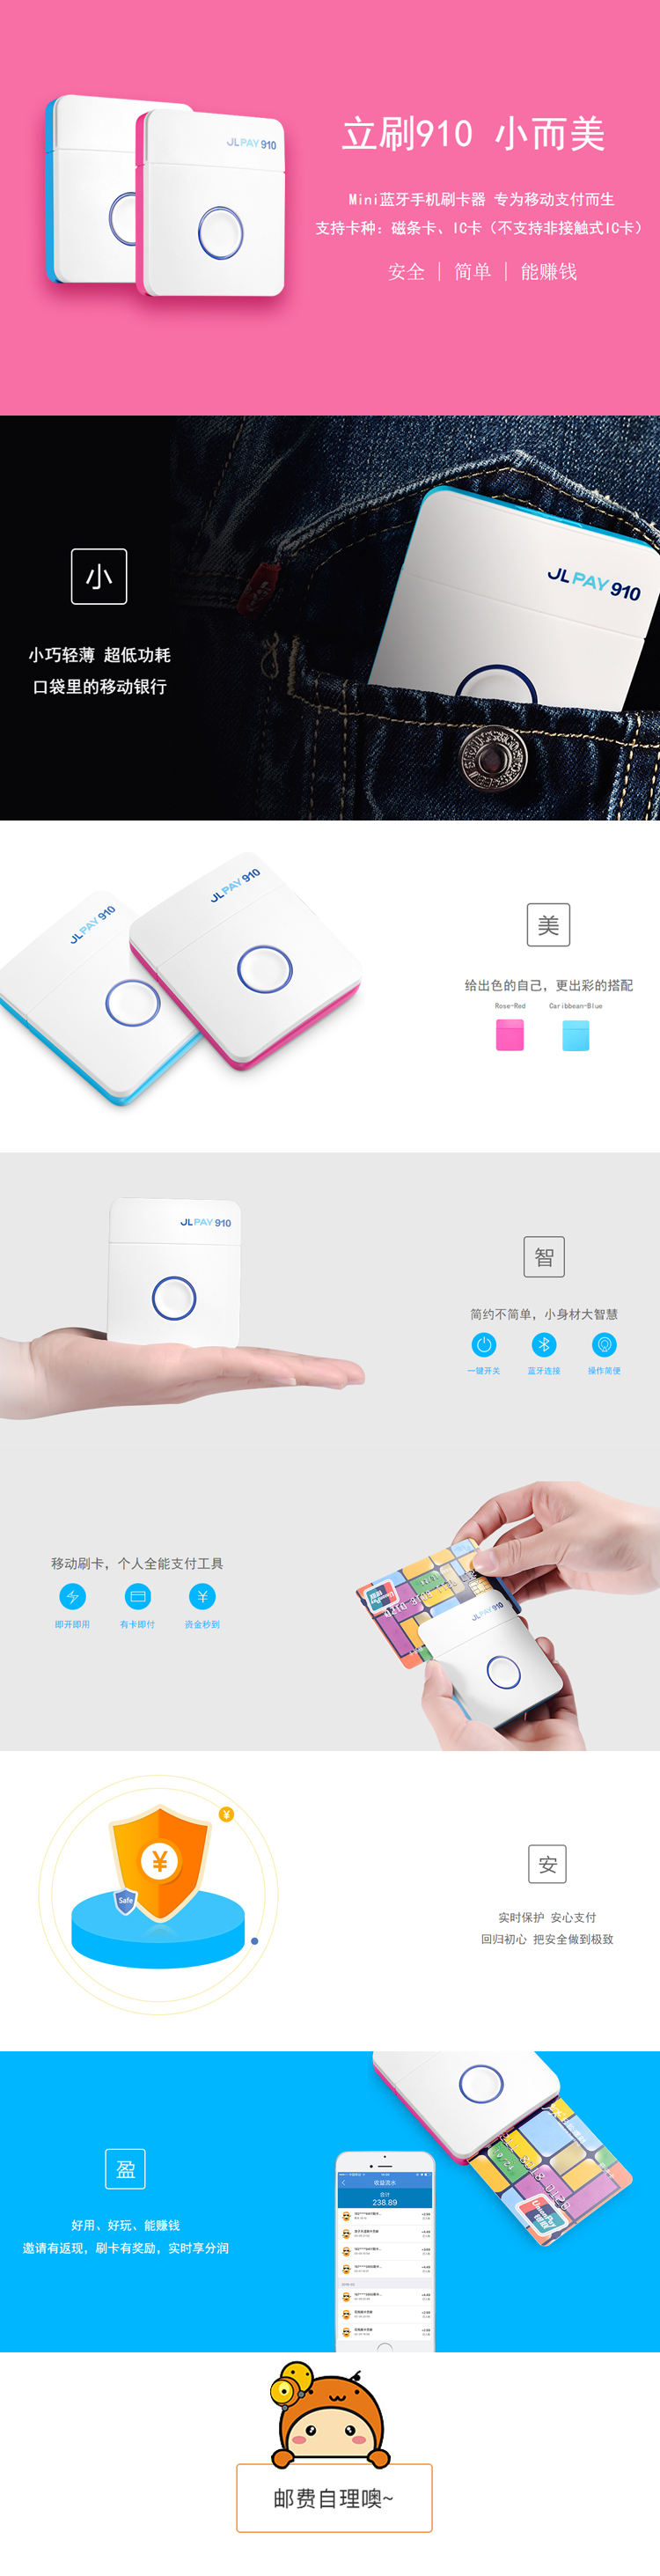 JLPAY 910
立刷910 小而美
Mini蓝牙手机刷卡器 专为移动支付而生
支持卡种：磁条卡、IC卡（不支持非接触式IC卡）
安全｜简单｜能赚钱
JLPAY 910
小
小巧轻薄 超低功耗
口袋里的移动银行
JLPAY 910
JLPAY 910
美
给出色的自己，更出彩的搭配
Rose-Red Caribbean-Blue
JLPAY 910
智
简约不简单，小身材大智慧
一键开关 蓝牙连接 操作简便
移动刷卡，个人全能支付工具
即开即用 有卡即付 资金秒到
JLPAY 910
¥
¥
Safe
安
实时保护 安心支付
回归初心 把安全做到极致
盈
好用、好玩、能赚钱
邀请有返现，刷卡有奖励，实时享分润
收益流水
合计
238.89
UnionPay
邮费自理噢~